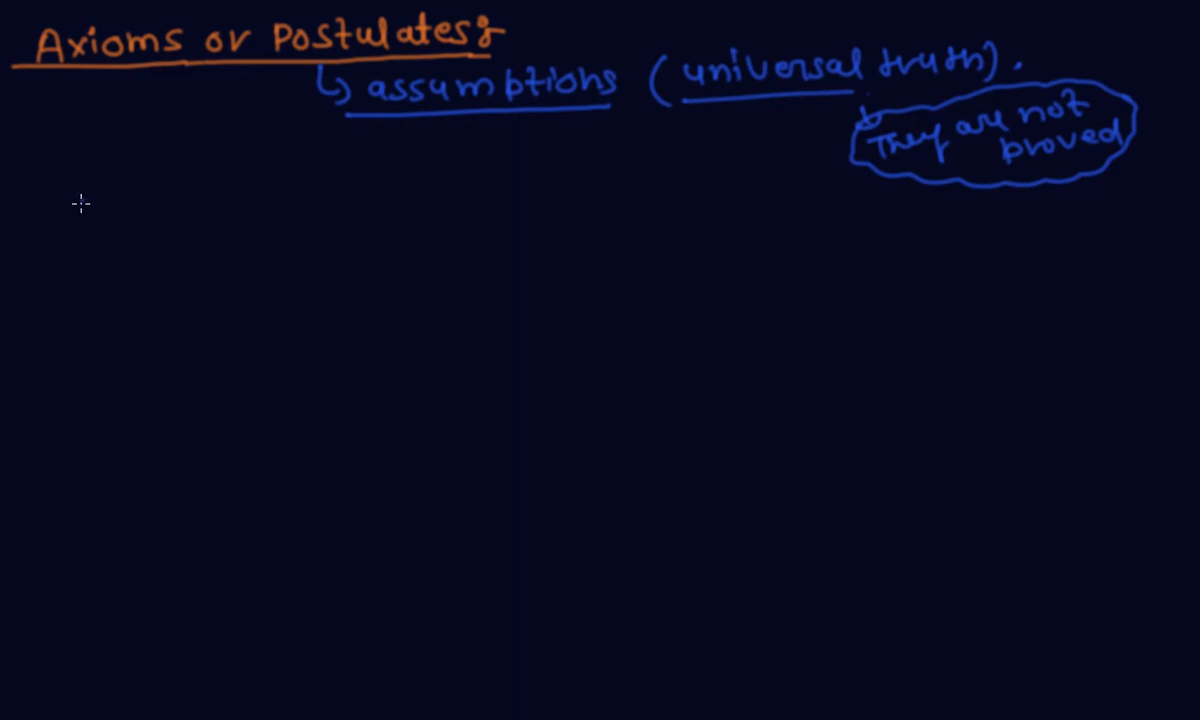 Axioms or Postulates:
↳ assumptions (universal truth).
They are not
proved